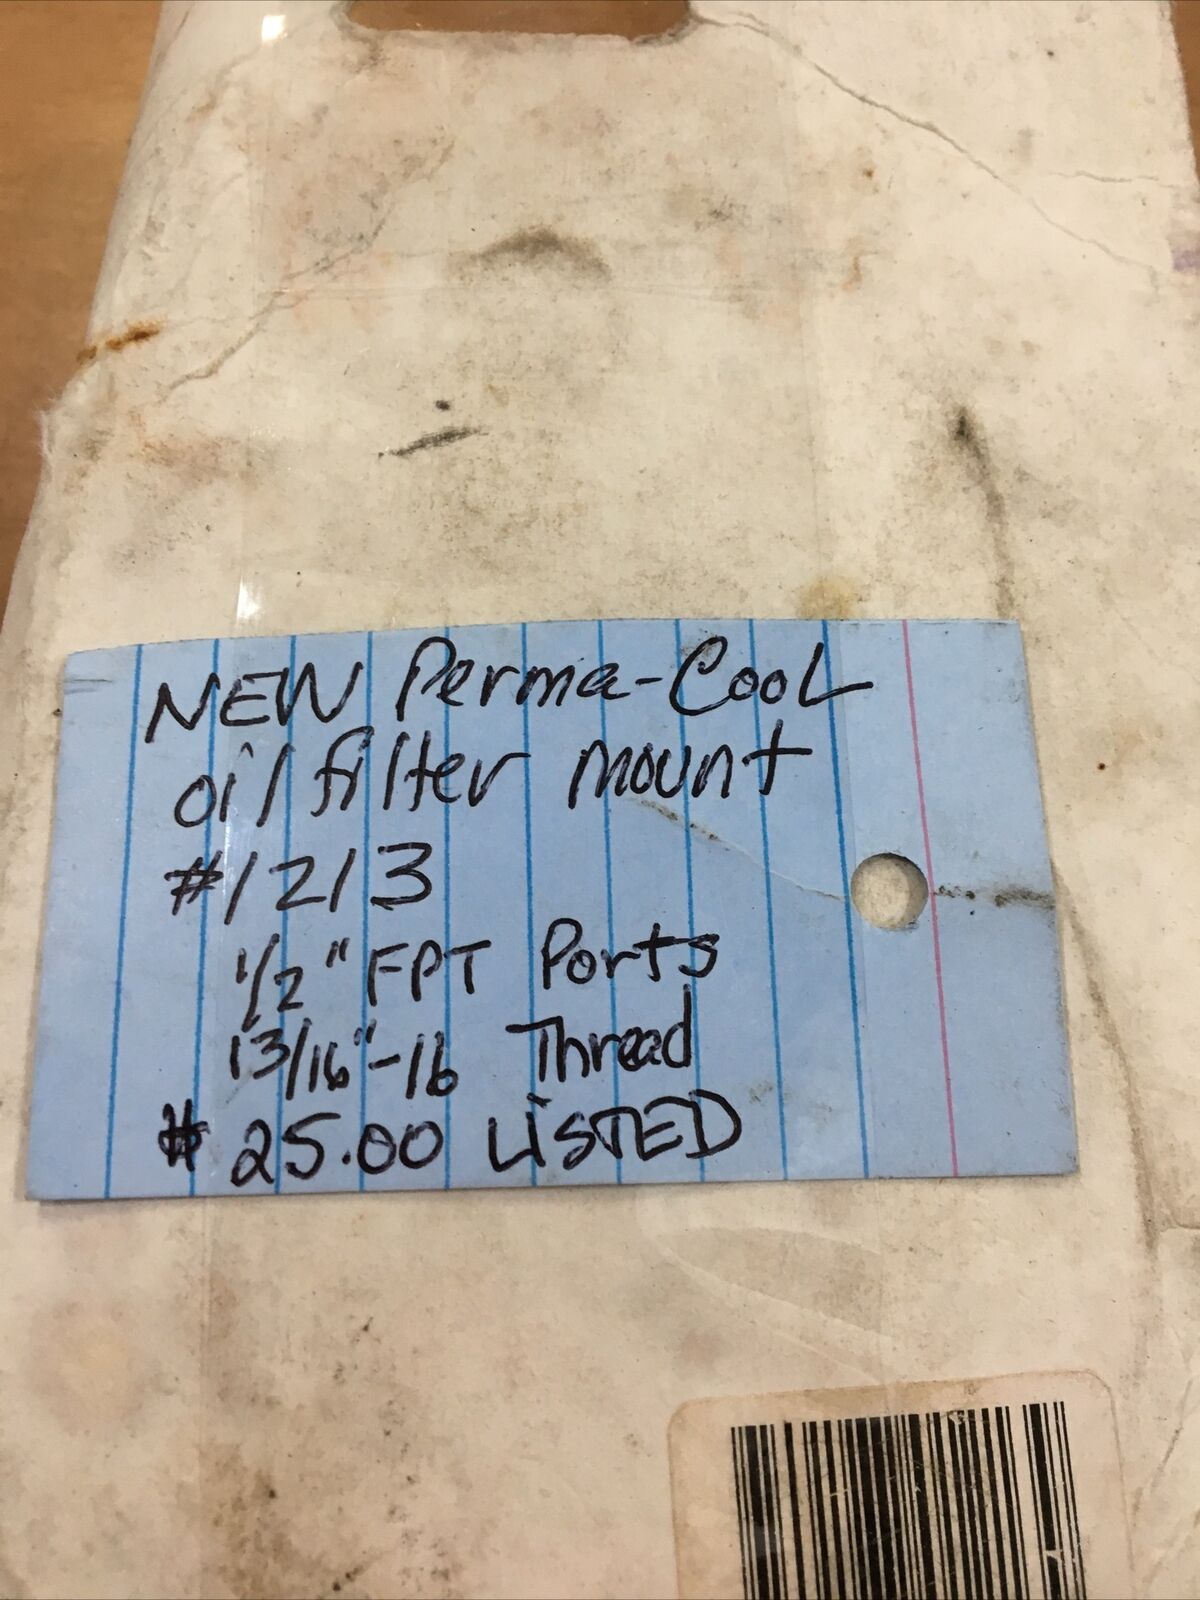 NEW Perma-Cool
oil filter mount
#1213
1/2" FPT Ports
13/16"-16 Thread
$ 25.00 LiSTED